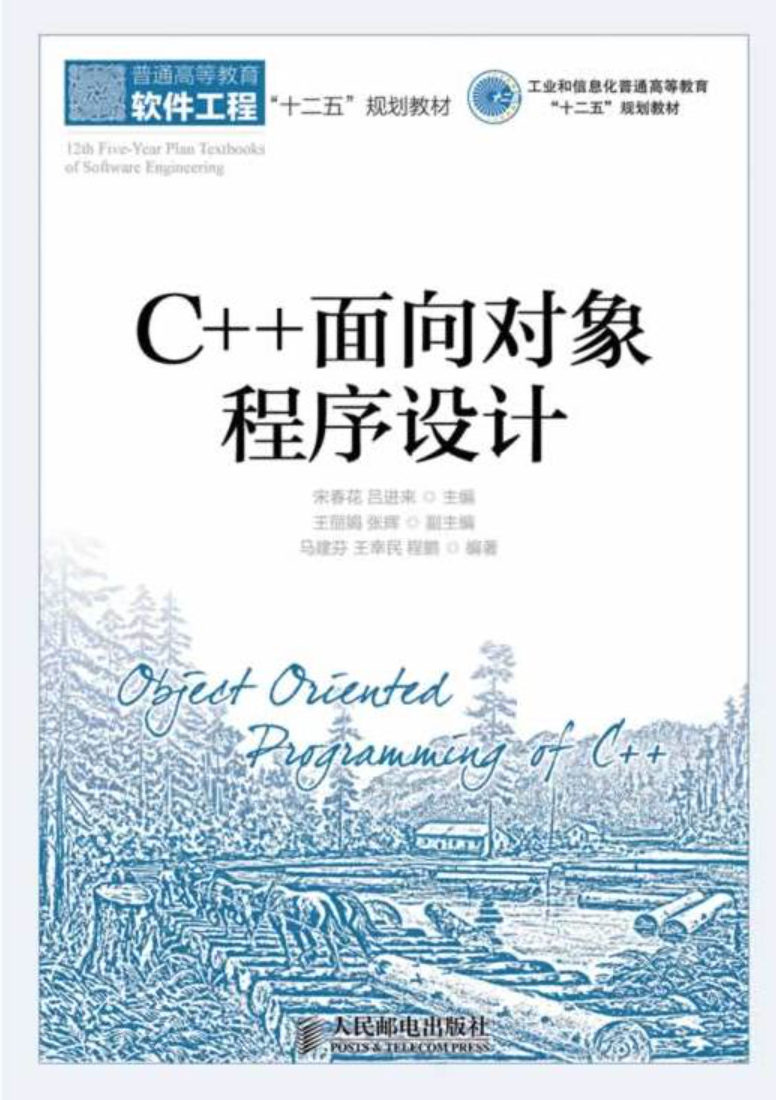 普通高等教育
软件工程
“十二五”规划教材
12th Five-Year Plan Textbooks
of Software Engineering
工业和信息化普通高等教育
“十二五”规划教材
C++面向对象
程序设计
宋春花 吕进来 ◎ 主编
王丽娟 张辉 ◎ 副主编
马建芬 王幸民 程鹏 ◎ 编著
Object Oriented
Programming of C++
人民邮电出版社
POSTS & TELECOM PRESS